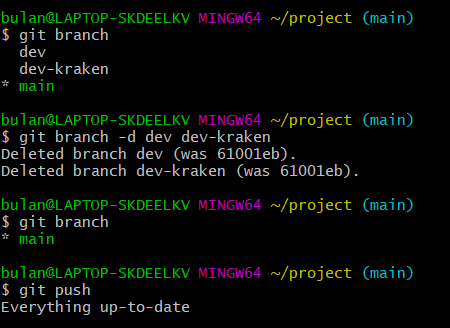 bulan@LAPTOP-SKDEELKV MINGW64 ~/project (main)
$ git branch
  dev
  dev-kraken
* main
bulan@LAPTOP-SKDEELKV MINGW64 ~/project (main)
$ git branch -d dev dev-kraken
Deleted branch dev (was 61001eb).
Deleted branch dev-kraken (was 61001eb).
bulan@LAPTOP-SKDEELKV MINGW64 ~/project (main)
$ git branch
* main
bulan@LAPTOP-SKDEELKV MINGW64 ~/project (main)
$ git push
Everything up-to-date